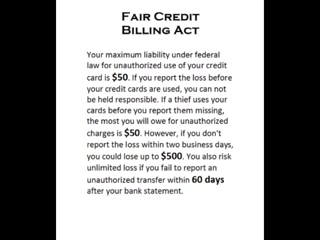 FAIR CREDIT
BILLING ACT
Your maximum liability under federal
law for unauthorized use of your credit
card is $50. If you report the loss before
your credit cards are used, you can
not be held responsible. If a thief uses your
cards before you report them missing,
the most you will owe for unauthorized
charges is $50. However, if you don't
report the loss within two business days,
you could lose up to $500. You also risk
unlimited loss if you fail to report an
unauthorized transfer within 60 days
after your bank statement.